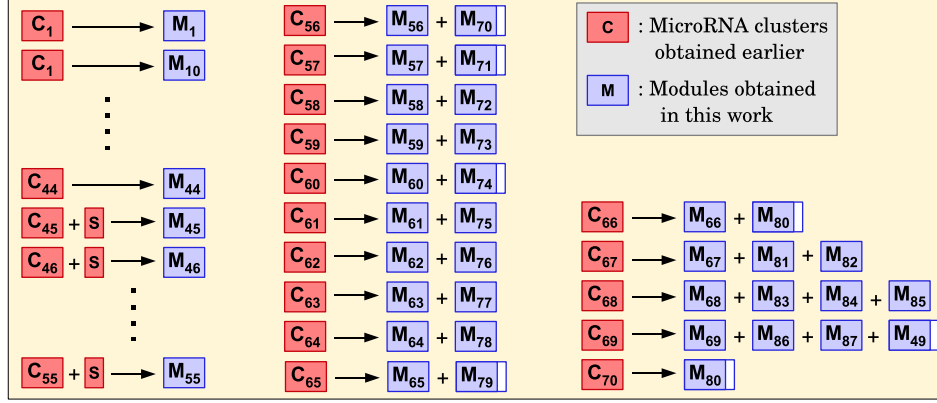 C1 → M1
C1 → M10
C44 → M44
C45 + S → M45
C46 + S → M46
C55 + S → M55
C56 → M56 + M70
C57 → M57 + M71
C58 → M58 + M72
C59 → M59 + M73
C60 → M60 + M74
C61 → M61 + M75
C62 → M62 + M76
C63 → M63 + M77
C64 → M64 + M78
C65 → M65 + M79
C : MicroRNA clusters
obtained earlier
M : Modules obtained
in this work
C66 → M66 + M80
C67 → M67 + M81 + M82
C68 → M68 + M83 + M84 + M85
C69 → M69 + M86 + M87 + M49
C70 → M80